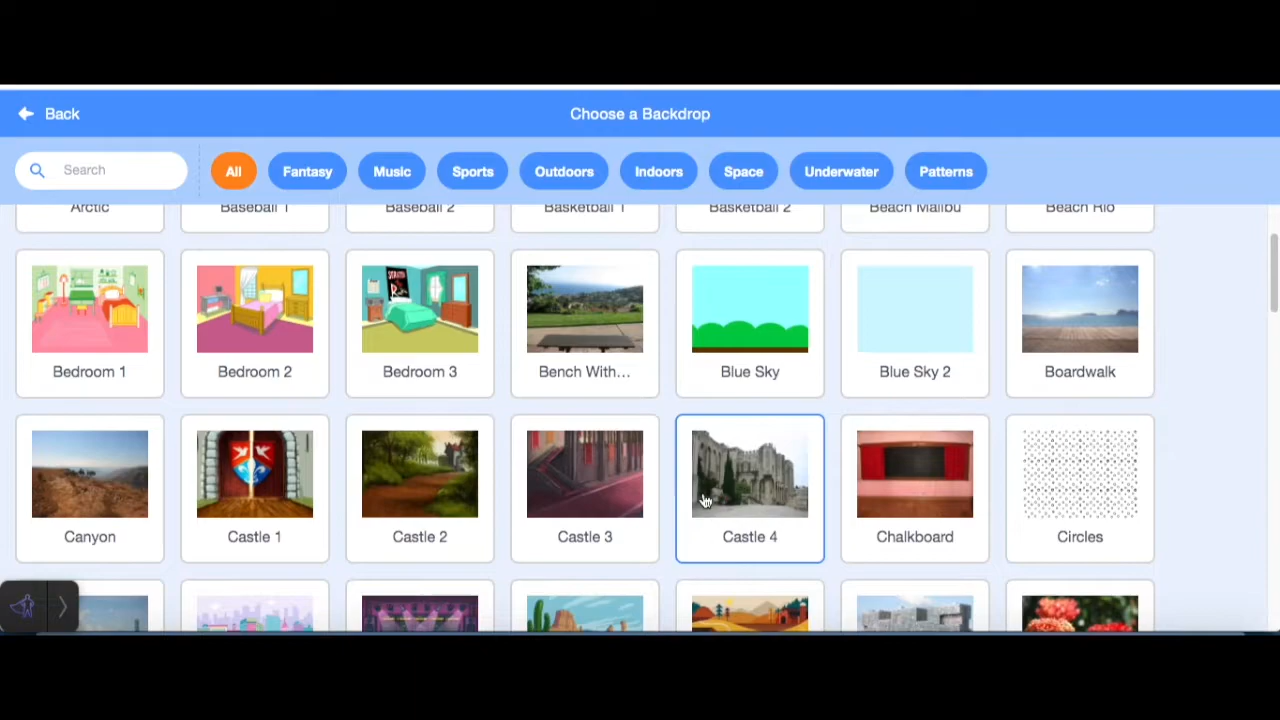 Back
Choose a Backdrop
Search
All
Fantasy
Music
Sports
Outdoors
Indoors
Space
Underwater
Patterns
Arctic
Baseball 1
Baseball 2
Basketball 1
Basketball 2
Beach Malibu
Beach Rio
Bedroom 1
Bedroom 2
Bedroom 3
Bench With...
Blue Sky
Blue Sky 2
Boardwalk
Canyon
Castle 1
Castle 2
Castle 3
Castle 4
Chalkboard
Circles